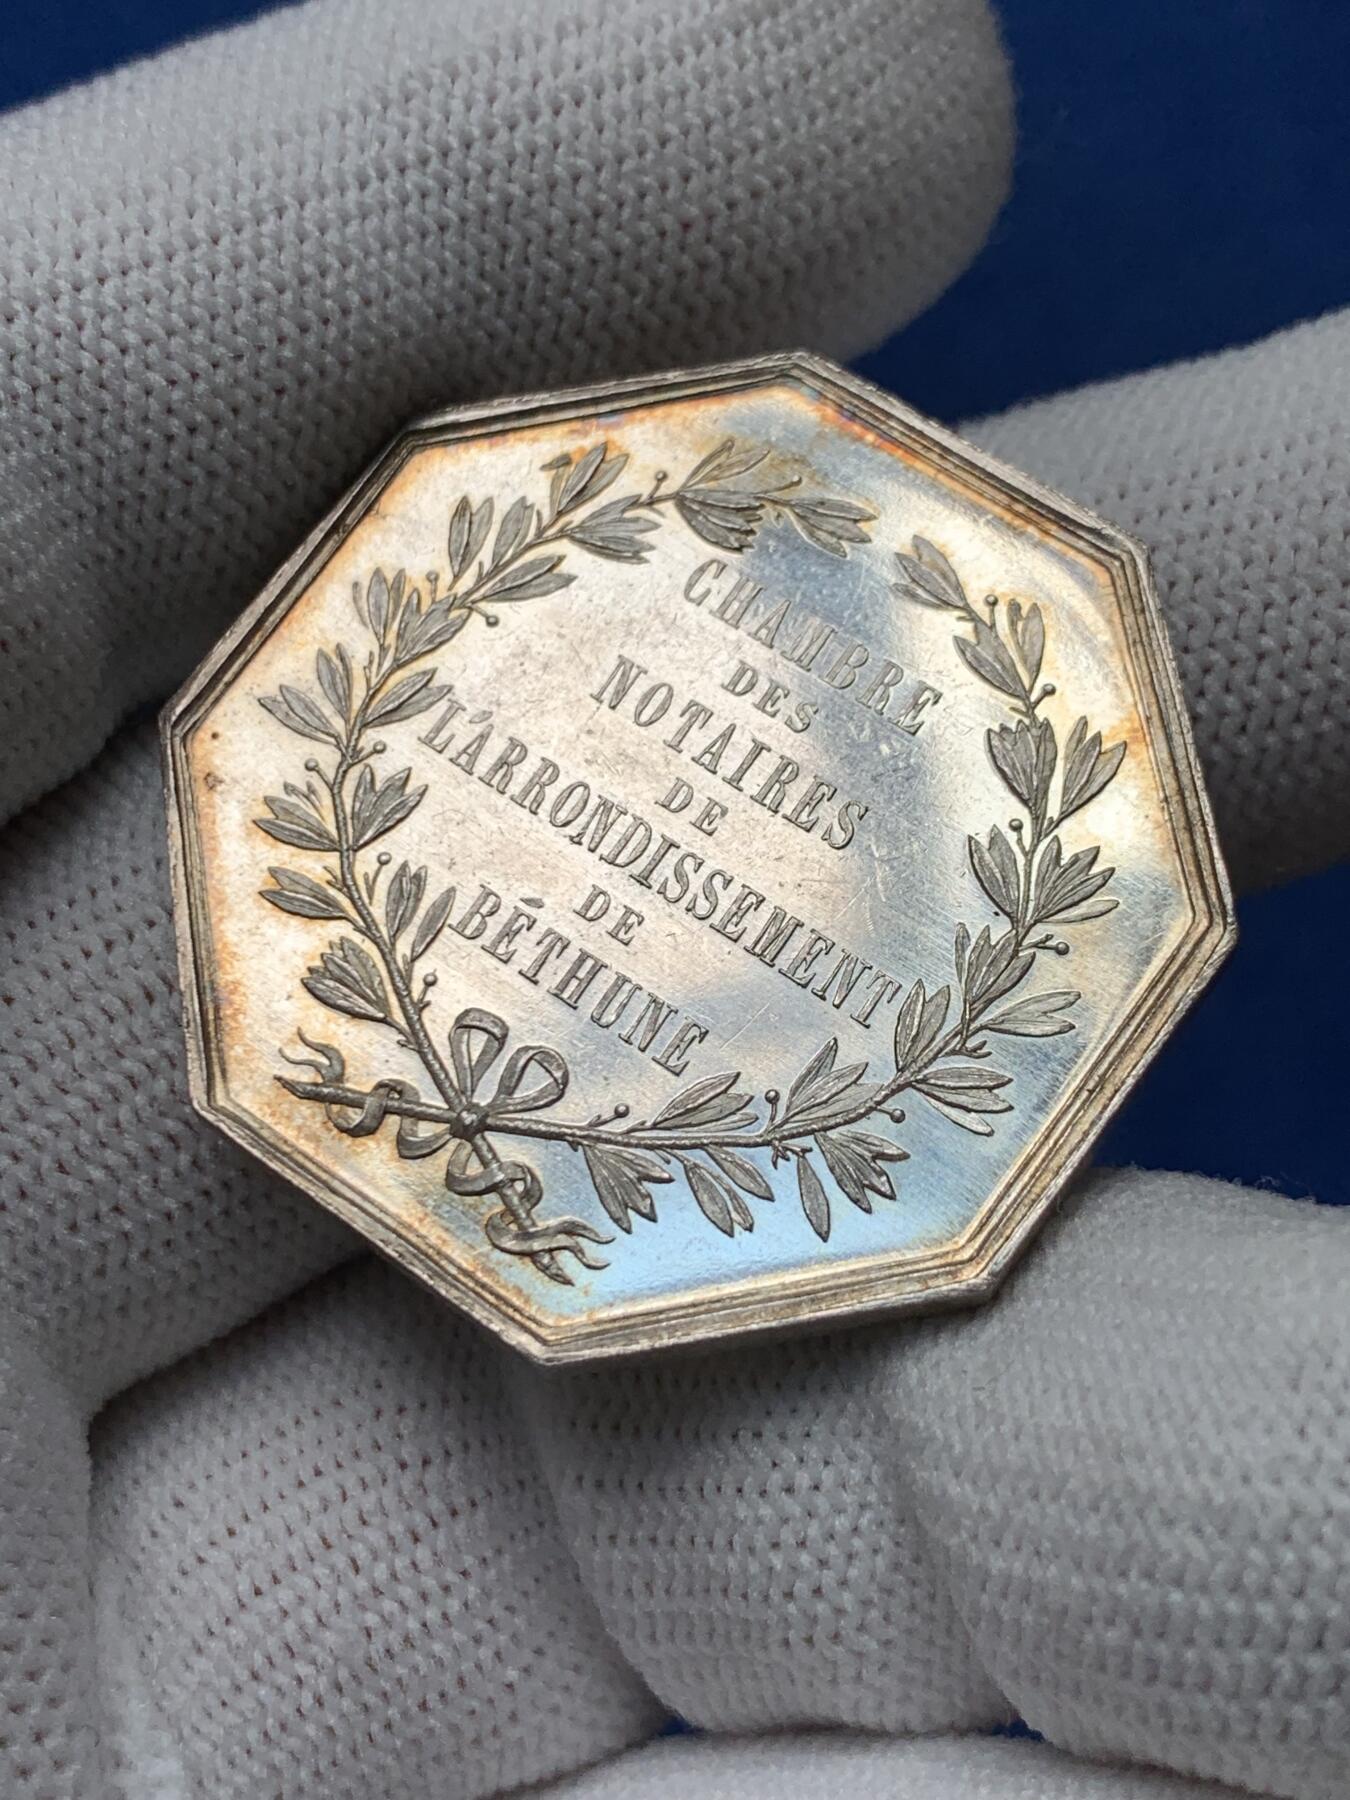 CHAMBRE
DES
NOTAIRES
DE
L'ARRONDISSEMENT
DE
BÉTHUNE